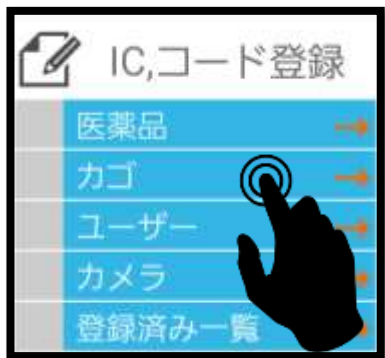 IC,コード登録
医薬品
カゴ
ユーザー
カメラ
登録済み一覧